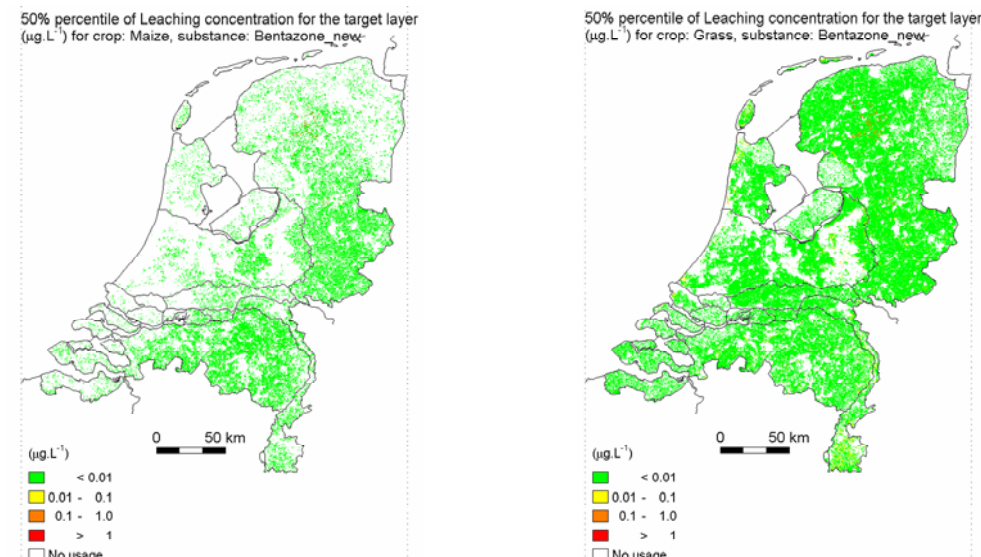 50% percentile of Leaching concentration for the target layer
(µg.L⁻¹) for crop: Maize, substance: Bentazone_new
0 50 km
(µg.L⁻¹)
< 0.01
0.01 - 0.1
0.1 - 1.0
> 1
No usage
50% percentile of Leaching concentration for the target layer
(µg.L⁻¹) for crop: Grass, substance: Bentazone_new
0 50 km
(µg.L⁻¹)
< 0.01
0.01 - 0.1
0.1 - 1.0
> 1
No usage